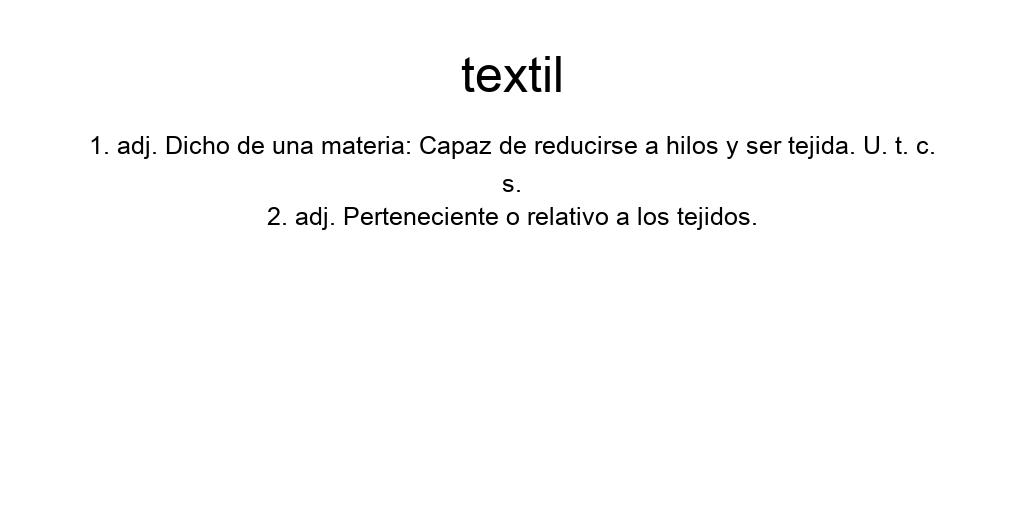 textil
1. adj. Dicho de una materia: Capaz de reducirse a hilos y ser tejida. U. t. c.
s.
2. adj. Perteneciente o relativo a los tejidos.